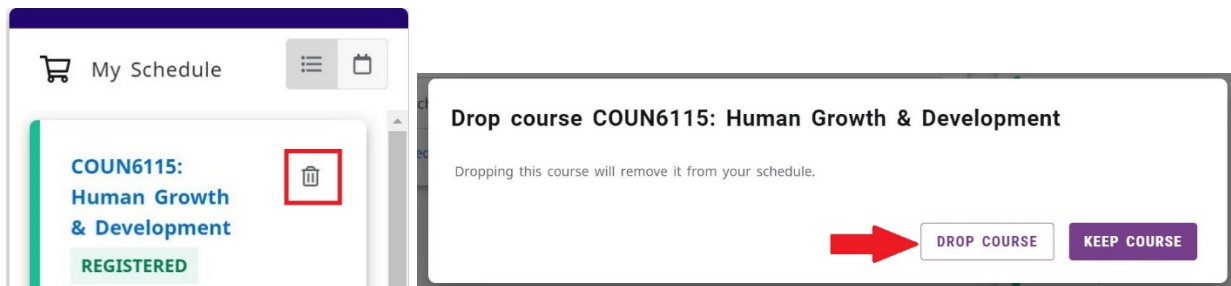 My Schedule
COUN6115:
Human Growth
& Development
REGISTERED
Drop course COUN6115: Human Growth & Development
Dropping this course will remove it from your schedule.
DROP COURSE
KEEP COURSE